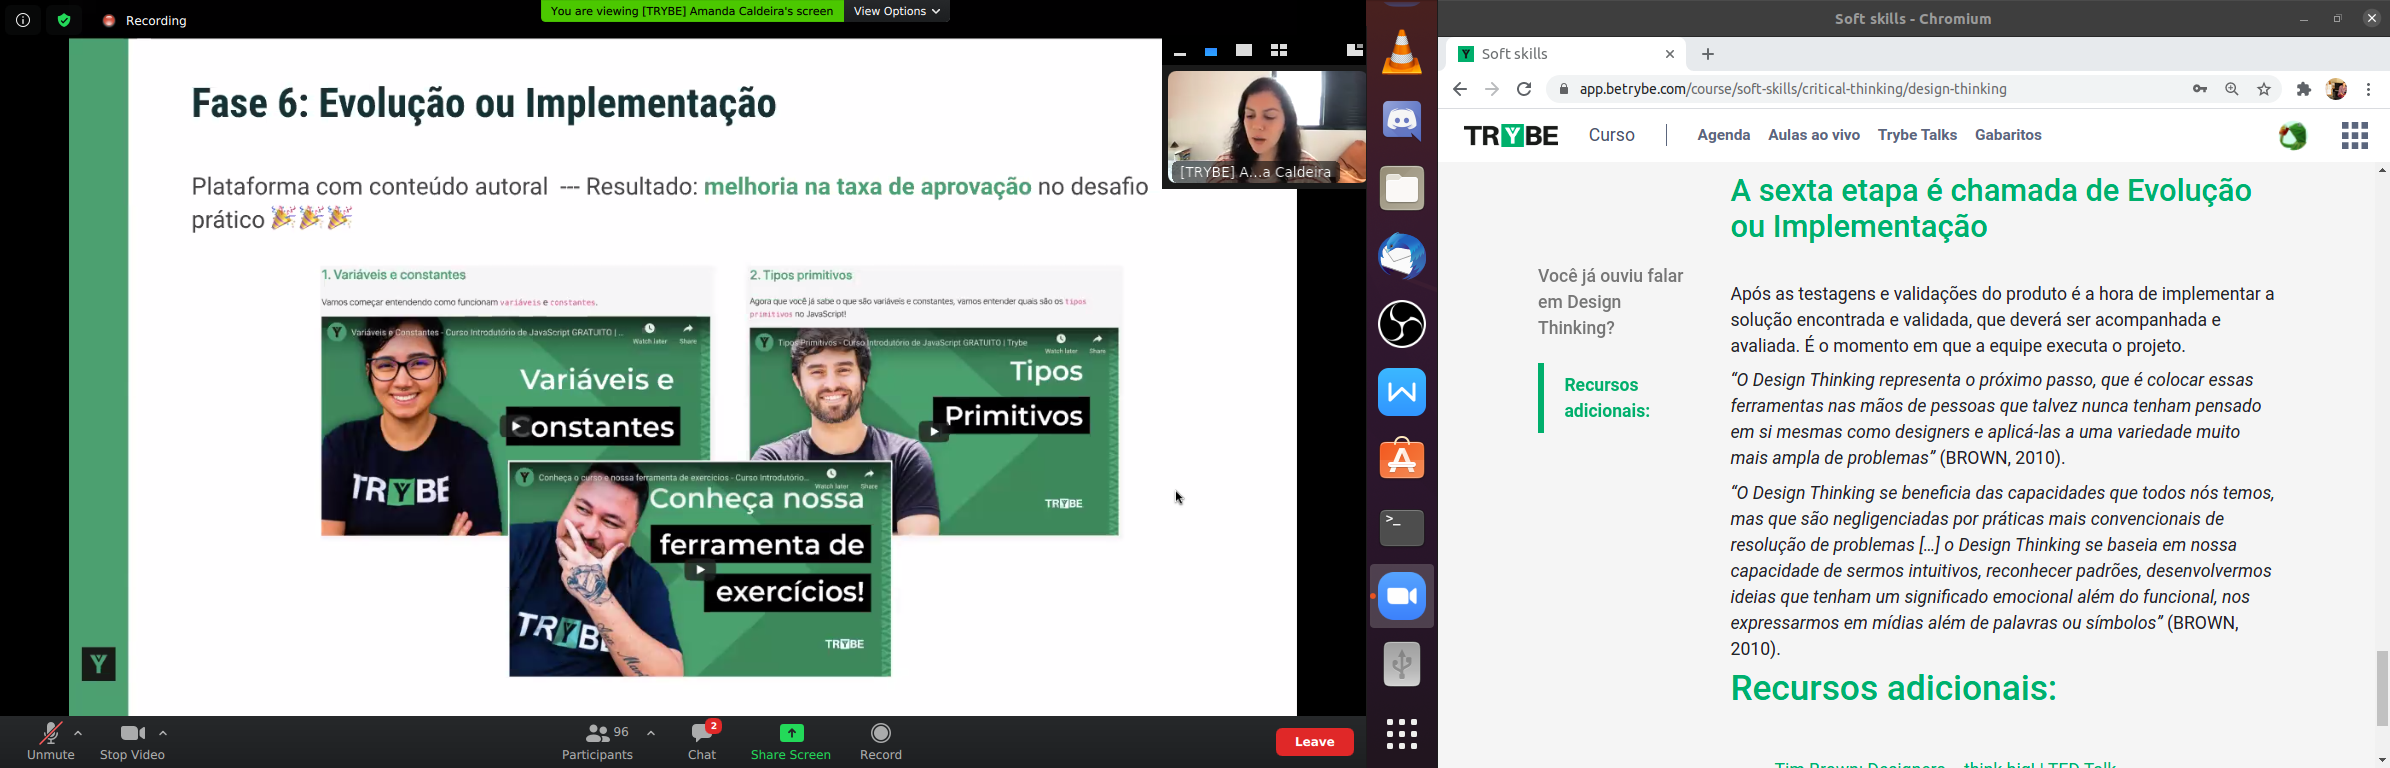 Recording
You are viewing [TRYBE] Amanda Caldeira's screen
View Options
Fase 6: Evolução ou Implementação
Plataforma com conteúdo autoral --- Resultado: melhoria na taxa de aprovação no desafio
prático
[TRYBE] A...a Caldeira
1. Variáveis e constantes
Vamos começar entendendo como funcionam variáveis e constantes.
Variáveis e Constantes - Curso Introdutório de JavaScript GRATUITO | ...
Watch later
Share
Variáveis e
Constantes
TRYBE
2. Tipos primitivos
Agora que você já sabe o que são variáveis e constantes, vamos entender quais são os tipos
primitivos no JavaScript!
Tipos Primitivos - Curso Introdutório de JavaScript GRATUITO | Trybe
Watch later
Share
Tipos
Primitivos
TRYBE
Conheça o curso e nossa ferramenta de exercícios - Curso Introdutório...
Watch later
Share
Conheça nossa
ferramenta de
exercícios!
TRYBE
TRYBE
Unmute
Stop Video
96
Participants
2
Chat
Share Screen
Record
Leave
Soft skills - Chromium
Soft skills
app.betrybe.com/course/soft-skills/critical-thinking/design-thinking
TRYBE
Curso
Agenda
Aulas ao vivo
Trybe Talks
Gabaritos
Você já ouviu falar
em Design
Thinking?
Recursos
adicionais:
A sexta etapa é chamada de Evolução
ou Implementação
Após as testagens e validações do produto é a hora de implementar a
solução encontrada e validada, que deverá ser acompanhada e
avaliada. É o momento em que a equipe executa o projeto.
“O Design Thinking representa o próximo passo, que é colocar essas
ferramentas nas mãos de pessoas que talvez nunca tenham pensado
em si mesmas como designers e aplicá-las a uma variedade muito
mais ampla de problemas” (BROWN, 2010).
“O Design Thinking se beneficia das capacidades que todos nós temos,
mas que são negligenciadas por práticas mais convencionais de
resolução de problemas [...] o Design Thinking se baseia em nossa
capacidade de sermos intuitivos, reconhecer padrões, desenvolvermos
ideias que tenham um significado emocional além do funcional, nos
expressarmos em mídias além de palavras ou símbolos” (BROWN,
2010).
Recursos adicionais:
Tim Brown: Designers -- think big! | TED Talk